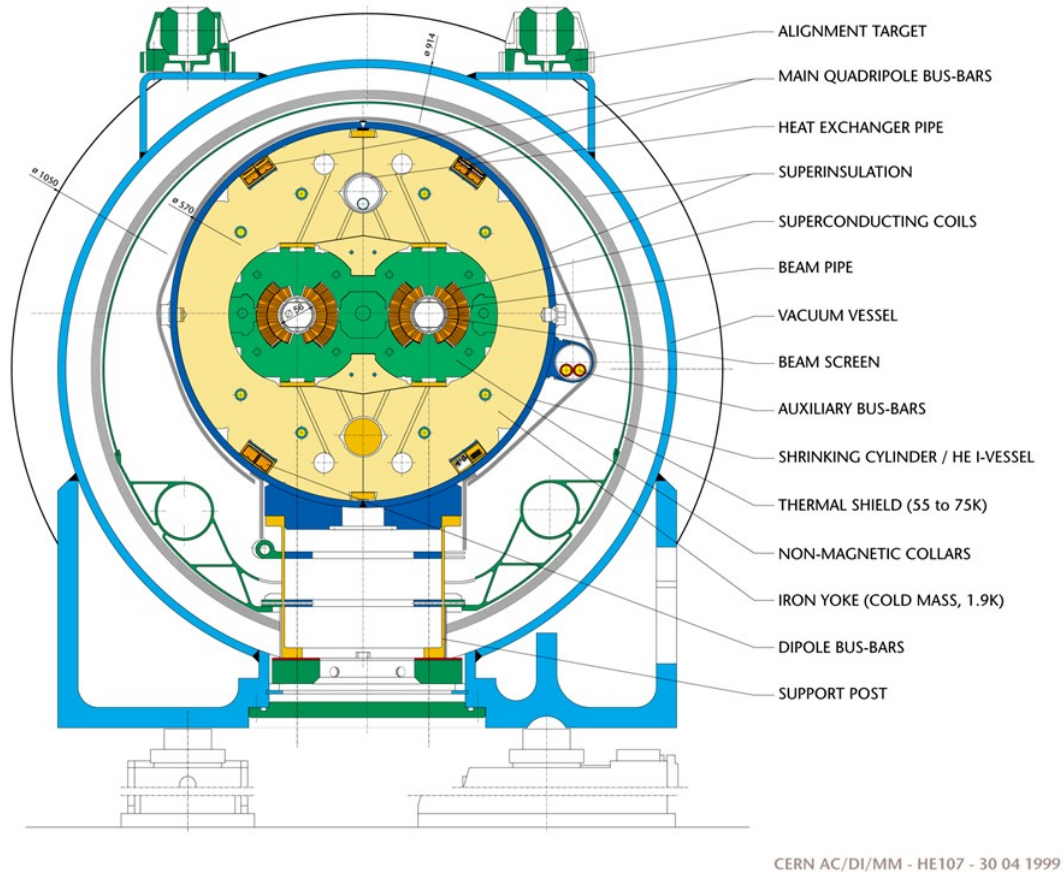 ALIGNMENT TARGET
MAIN QUADRIPOLE BUS-BARS
HEAT EXCHANGER PIPE
SUPERINSULATION
SUPERCONDUCTING COILS
BEAM PIPE
VACUUM VESSEL
BEAM SCREEN
AUXILIARY BUS-BARS
SHRINKING CYLINDER / HE I-VESSEL
THERMAL SHIELD (55 to 75K)
NON-MAGNETIC COLLARS
IRON YOKE (COLD MASS, 1.9K)
DIPOLE BUS-BARS
SUPPORT POST
ø 914
ø 1050
ø 570
Ø 56
CERN AC/DI/MM - HE107 - 30 04 1999